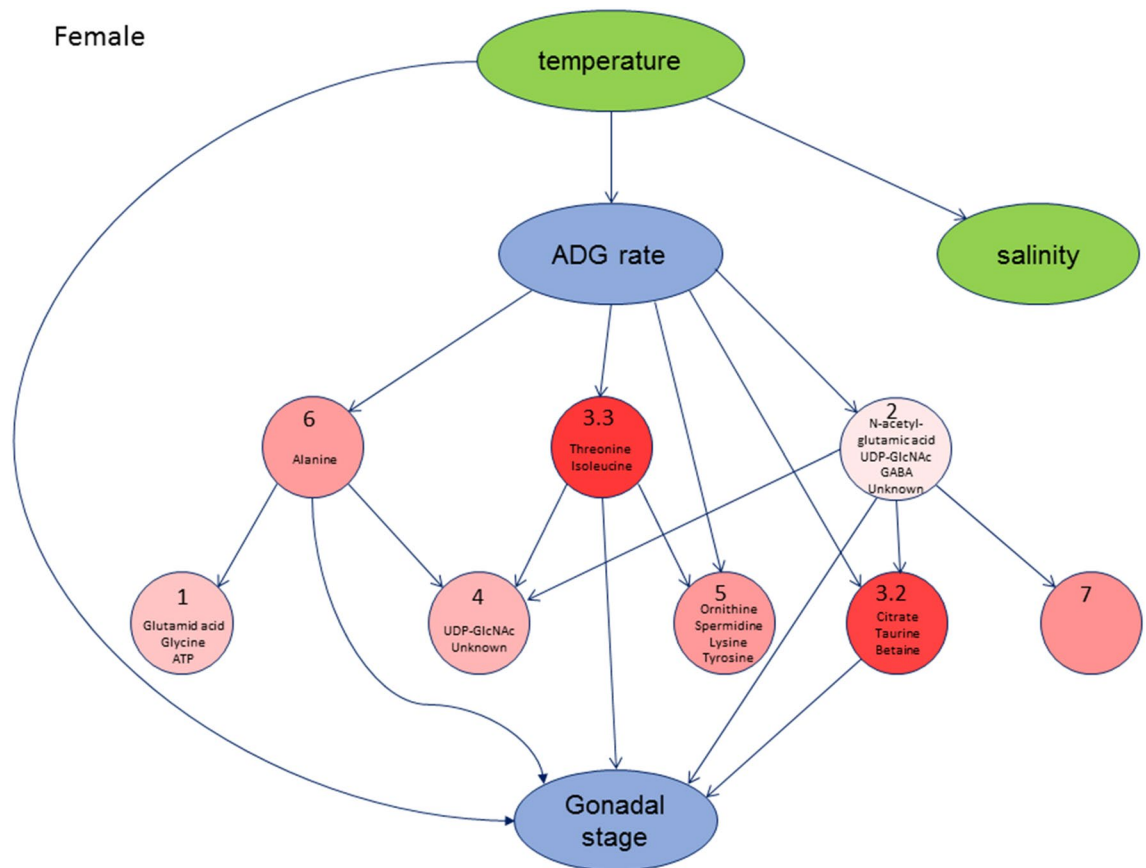 Female
temperature
ADG rate
salinity
6
Alanine
3.3
Threonine
Isoleucine
2
N-acetyl-
glutamic acid
UDP-GlcNAc
GABA
Unknown
1
Glutamid acid
Glycine
ATP
4
UDP-GlcNAc
Unknown
5
Ornithine
Spermidine
Lysine
Tyrosine
3.2
Citrate
Taurine
Betaine
7
Gonadal
stage